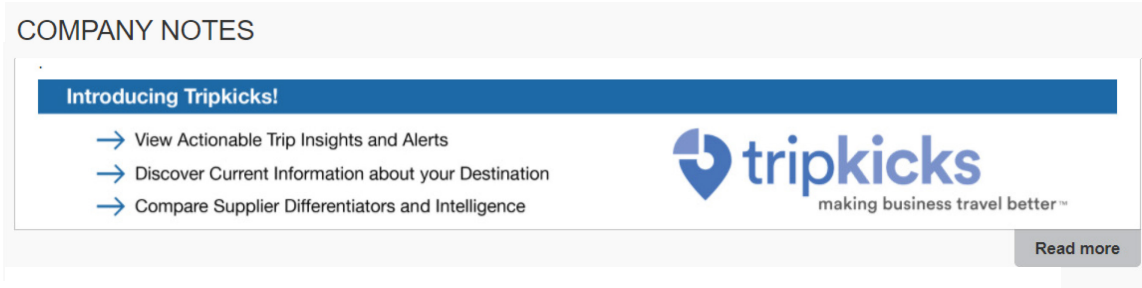 COMPANY NOTES
.
Introducing Tripkicks!
→ View Actionable Trip Insights and Alerts
→ Discover Current Information about your Destination
→ Compare Supplier Differentiators and Intelligence
tripkicks
making business travel better™
Read more